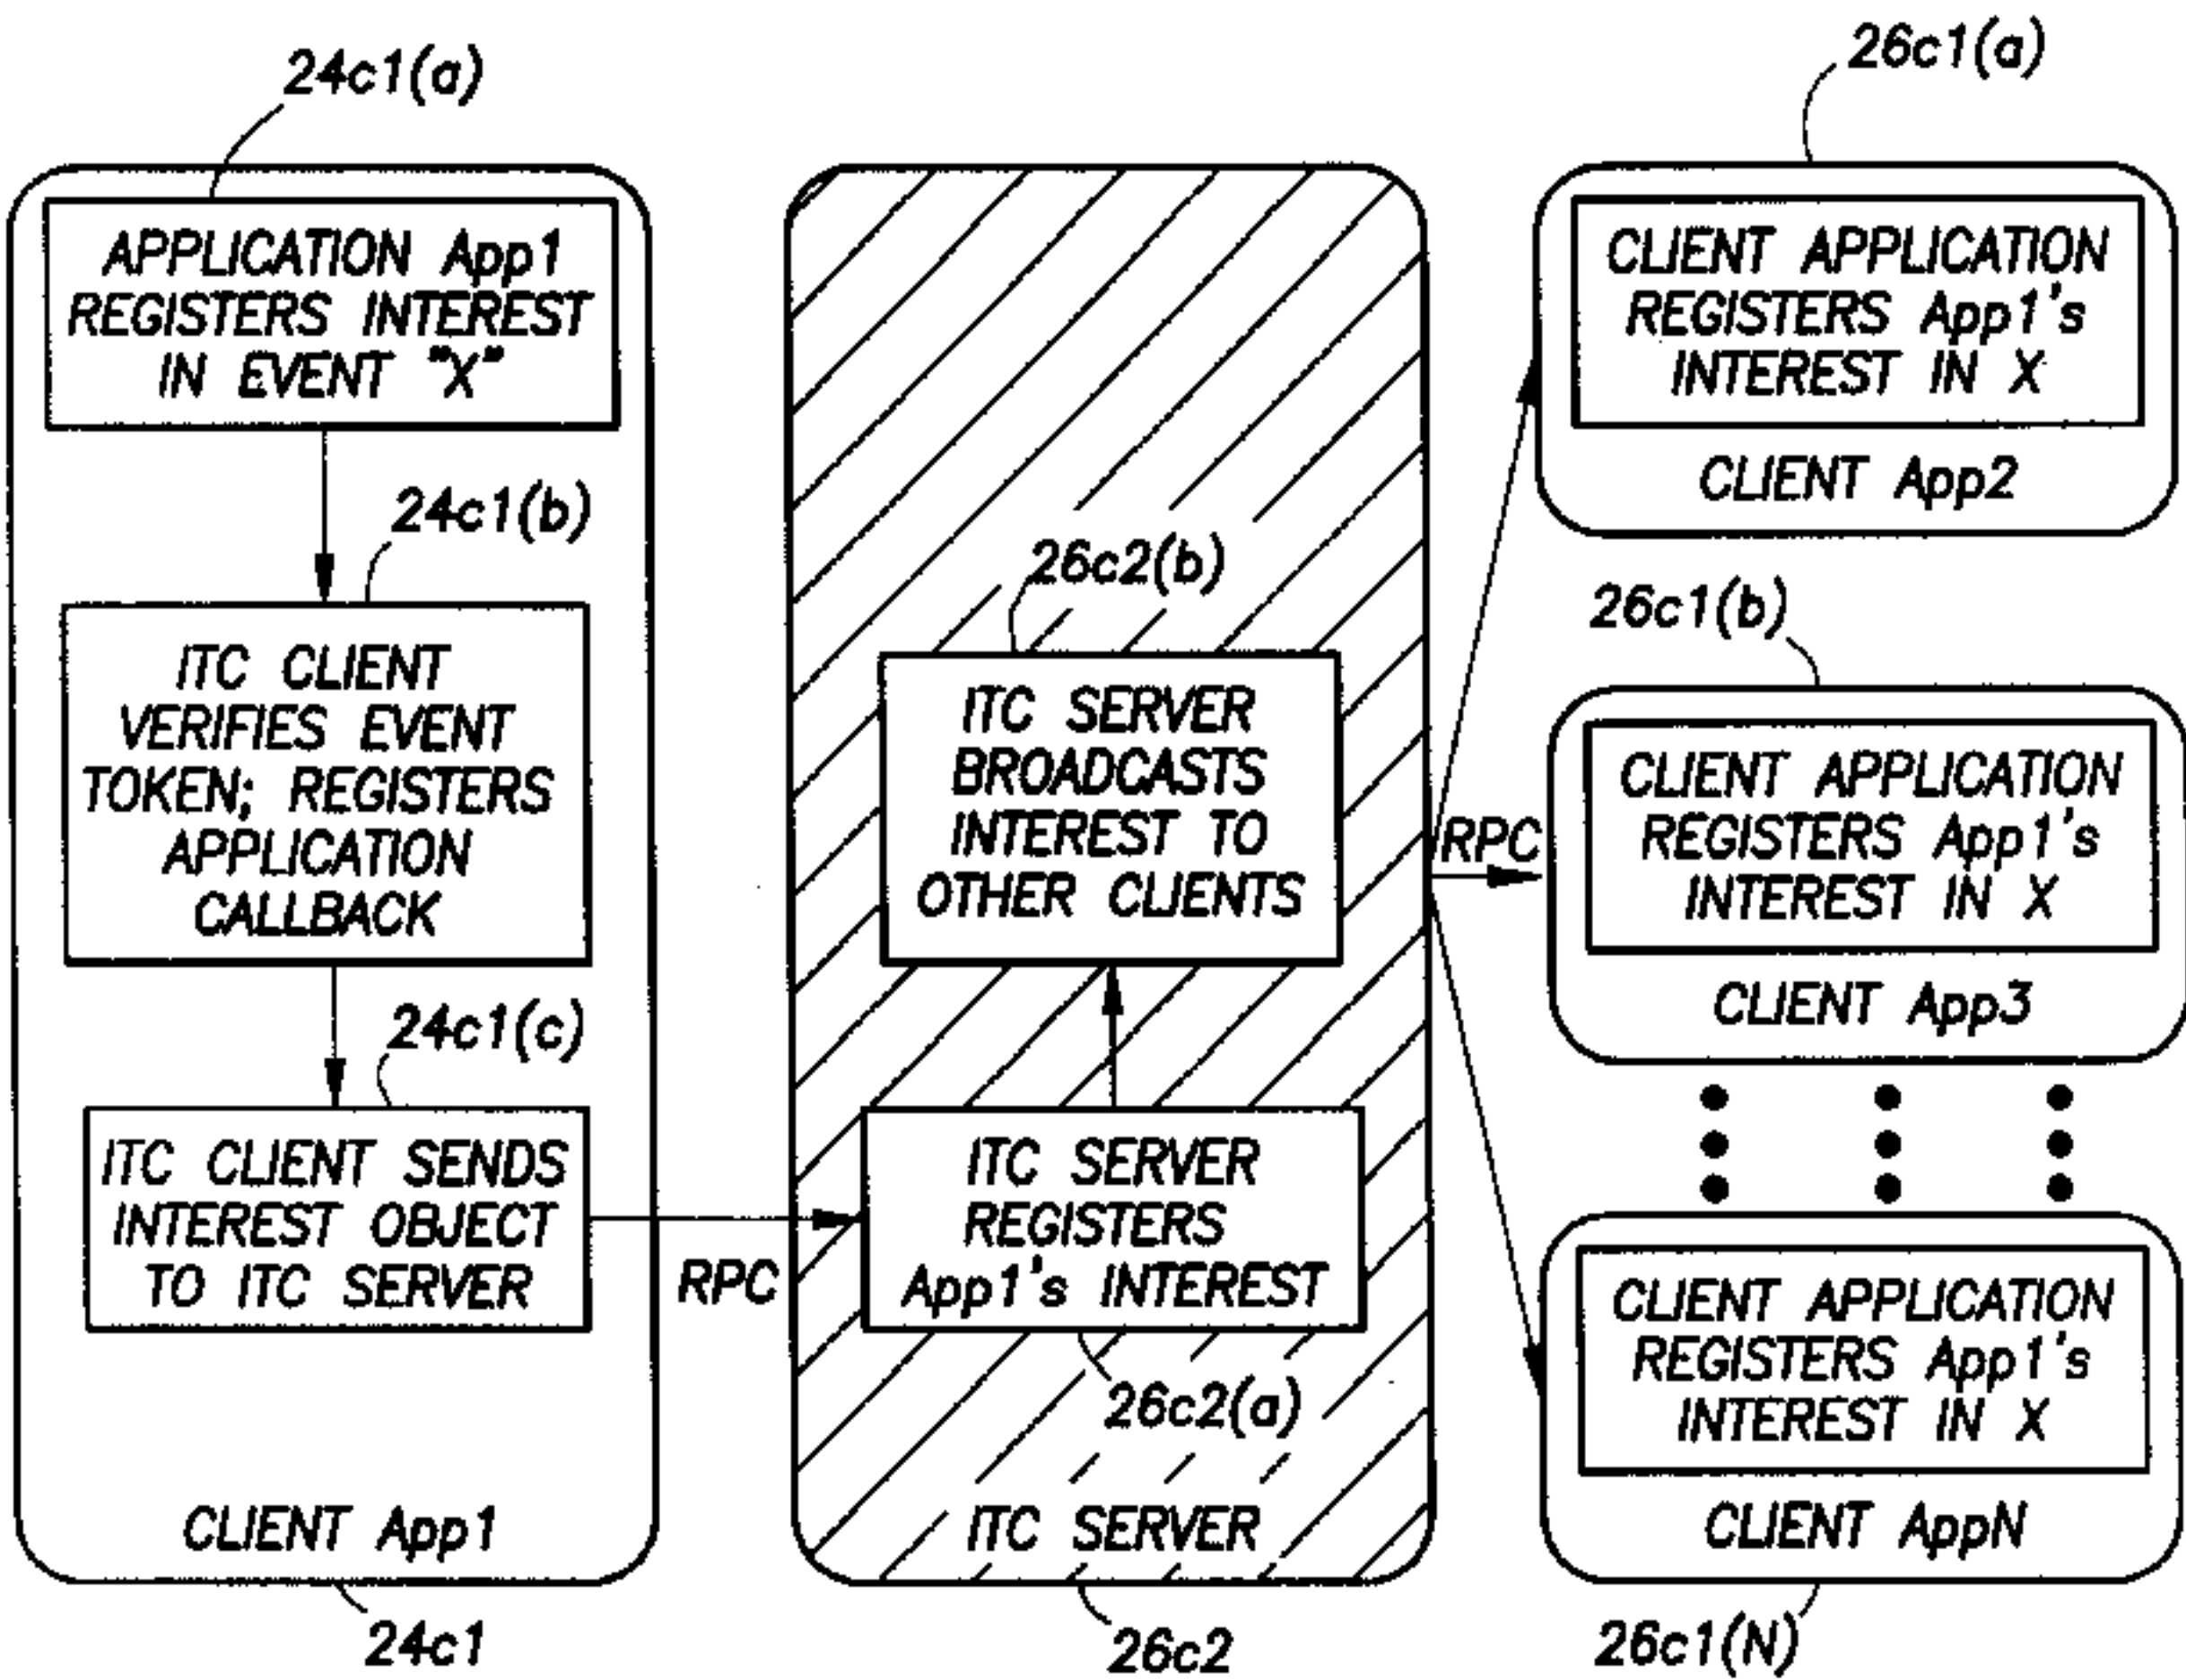 24c1(a)
APPLICATION App1
REGISTERS INTEREST
IN EVENT "X"
24c1(b)
ITC CLIENT
VERIFIES EVENT
TOKEN; REGISTERS
APPLICATION
CALLBACK
24c1(c)
ITC CLIENT SENDS
INTEREST OBJECT
TO ITC SERVER
CLIENT App1
24c1
RPC
26c2(b)
ITC SERVER
BROADCASTS
INTEREST TO
OTHER CLIENTS
ITC SERVER
REGISTERS
App1's INTEREST
26c2(a)
ITC SERVER
26c2
RPC
26c1(a)
CLIENT APPLICATION
REGISTERS App1's
INTEREST IN X
CLIENT App2
26c1(b)
CLIENT APPLICATION
REGISTERS App1's
INTEREST IN X
CLIENT App3
CLIENT APPLICATION
REGISTERS App1's
INTEREST IN X
CLIENT AppN
26c1(N)